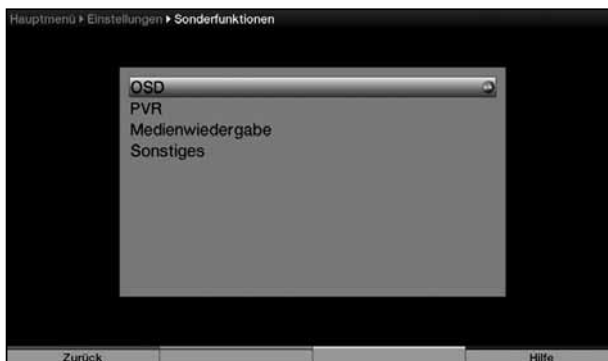 Hauptmenü ▸ Einstellungen ▸ Sonderfunktionen
OSD
PVR
Medienwiedergabe
Sonstiges
Zurück Hilfe